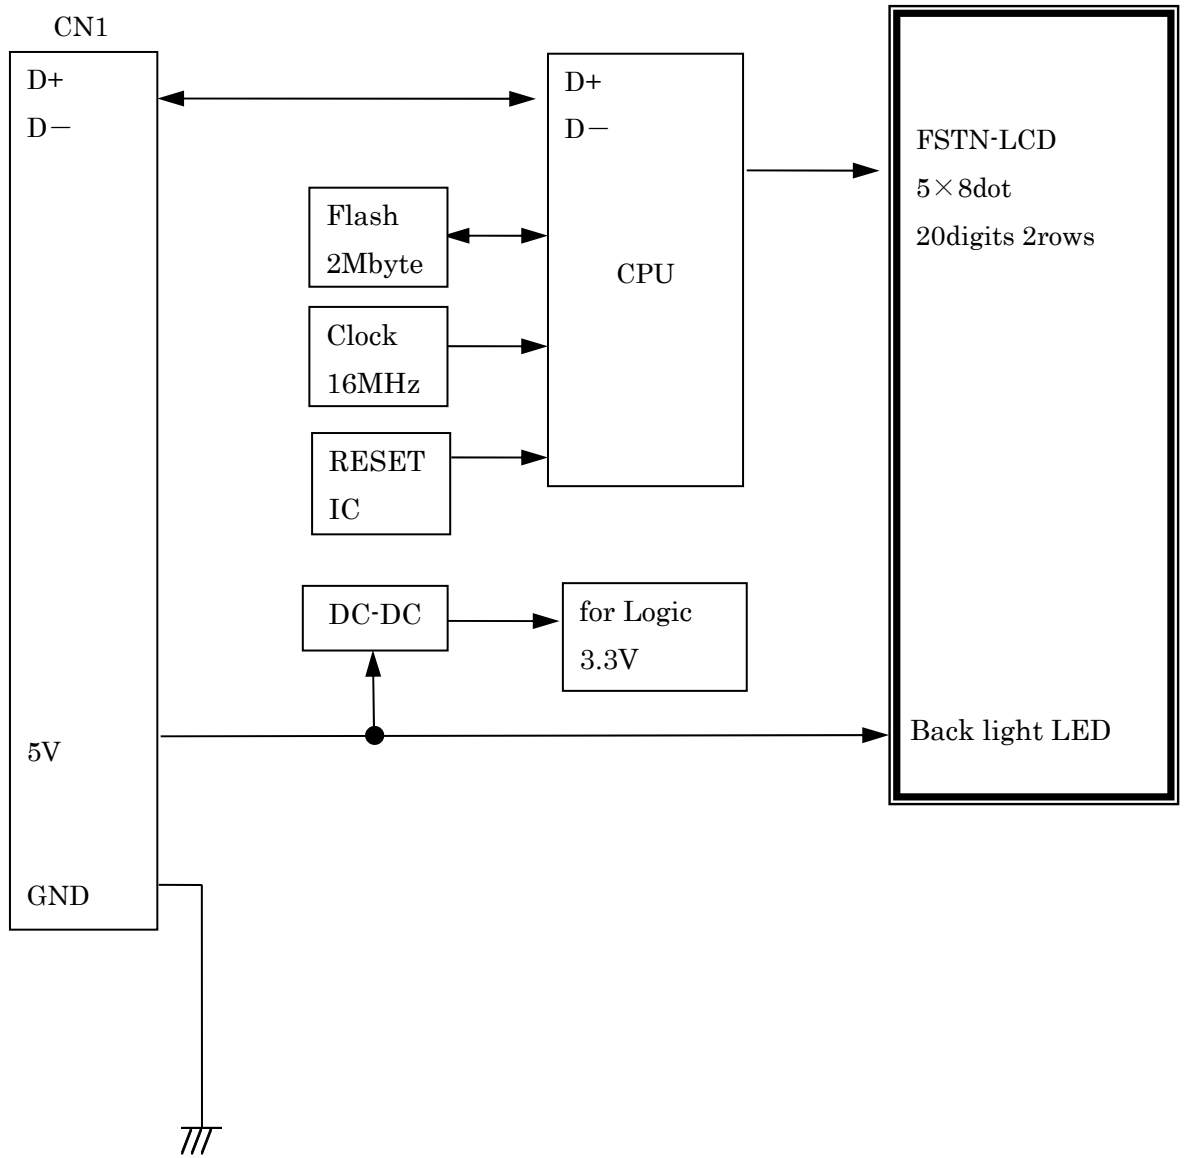 CN1
D+
D−
5V
GND
D+
D−
CPU
Flash
2Mbyte
Clock
16MHz
RESET
IC
DC-DC
for Logic
3.3V
FSTN-LCD
5×8dot
20digits 2rows
Back light LED